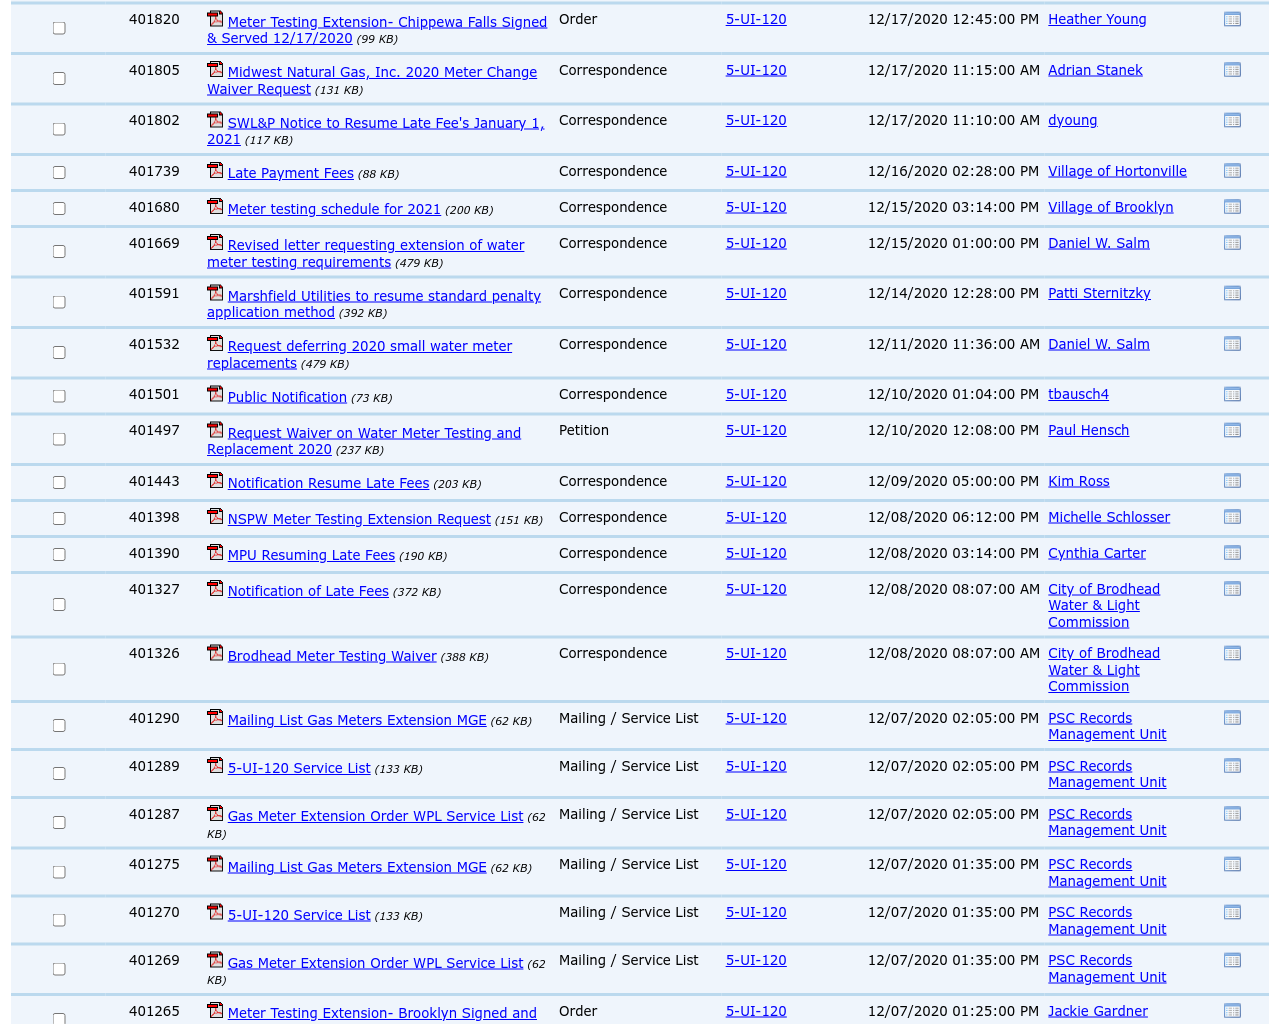 401820 Meter Testing Extension- Chippewa Falls Signed Order 5-UI-120 12/17/2020 12:45:00 PM Heather Young
& Served 12/17/2020 (99 KB)
401805 Midwest Natural Gas, Inc. 2020 Meter Change Correspondence 5-UI-120 12/17/2020 11:15:00 AM Adrian Stanek
Waiver Request (131 KB)
401802 SWL&P Notice to Resume Late Fee's January 1, Correspondence 5-UI-120 12/17/2020 11:10:00 AM dyoung
2021 (117 KB)
401739 Late Payment Fees (88 KB) Correspondence 5-UI-120 12/16/2020 02:28:00 PM Village of Hortonville
401680 Meter testing schedule for 2021 (200 KB) Correspondence 5-UI-120 12/15/2020 03:14:00 PM Village of Brooklyn
401669 Revised letter requesting extension of water Correspondence 5-UI-120 12/15/2020 01:00:00 PM Daniel W. Salm
meter testing requirements (479 KB)
401591 Marshfield Utilities to resume standard penalty Correspondence 5-UI-120 12/14/2020 12:28:00 PM Patti Sternitzky
application method (392 KB)
401532 Request deferring 2020 small water meter Correspondence 5-UI-120 12/11/2020 11:36:00 AM Daniel W. Salm
replacements (479 KB)
401501 Public Notification (73 KB) Correspondence 5-UI-120 12/10/2020 01:04:00 PM tbausch4
401497 Request Waiver on Water Meter Testing and Petition 5-UI-120 12/10/2020 12:08:00 PM Paul Hensch
Replacement 2020 (237 KB)
401443 Notification Resume Late Fees (203 KB) Correspondence 5-UI-120 12/09/2020 05:00:00 PM Kim Ross
401398 NSPW Meter Testing Extension Request (151 KB) Correspondence 5-UI-120 12/08/2020 06:12:00 PM Michelle Schlosser
401390 MPU Resuming Late Fees (190 KB) Correspondence 5-UI-120 12/08/2020 03:14:00 PM Cynthia Carter
401327 Notification of Late Fees (372 KB) Correspondence 5-UI-120 12/08/2020 08:07:00 AM City of Brodhead
Water & Light
Commission
401326 Brodhead Meter Testing Waiver (388 KB) Correspondence 5-UI-120 12/08/2020 08:07:00 AM City of Brodhead
Water & Light
Commission
401290 Mailing List Gas Meters Extension MGE (62 KB) Mailing / Service List 5-UI-120 12/07/2020 02:05:00 PM PSC Records
Management Unit
401289 5-UI-120 Service List (133 KB) Mailing / Service List 5-UI-120 12/07/2020 02:05:00 PM PSC Records
Management Unit
401287 Gas Meter Extension Order WPL Service List (62 Mailing / Service List 5-UI-120 12/07/2020 02:05:00 PM PSC Records
KB) Management Unit
401275 Mailing List Gas Meters Extension MGE (62 KB) Mailing / Service List 5-UI-120 12/07/2020 01:35:00 PM PSC Records
Management Unit
401270 5-UI-120 Service List (133 KB) Mailing / Service List 5-UI-120 12/07/2020 01:35:00 PM PSC Records
Management Unit
401269 Gas Meter Extension Order WPL Service List (62 Mailing / Service List 5-UI-120 12/07/2020 01:35:00 PM PSC Records
KB) Management Unit
401265 Meter Testing Extension- Brooklyn Signed and Order 5-UI-120 12/07/2020 01:25:00 PM Jackie Gardner